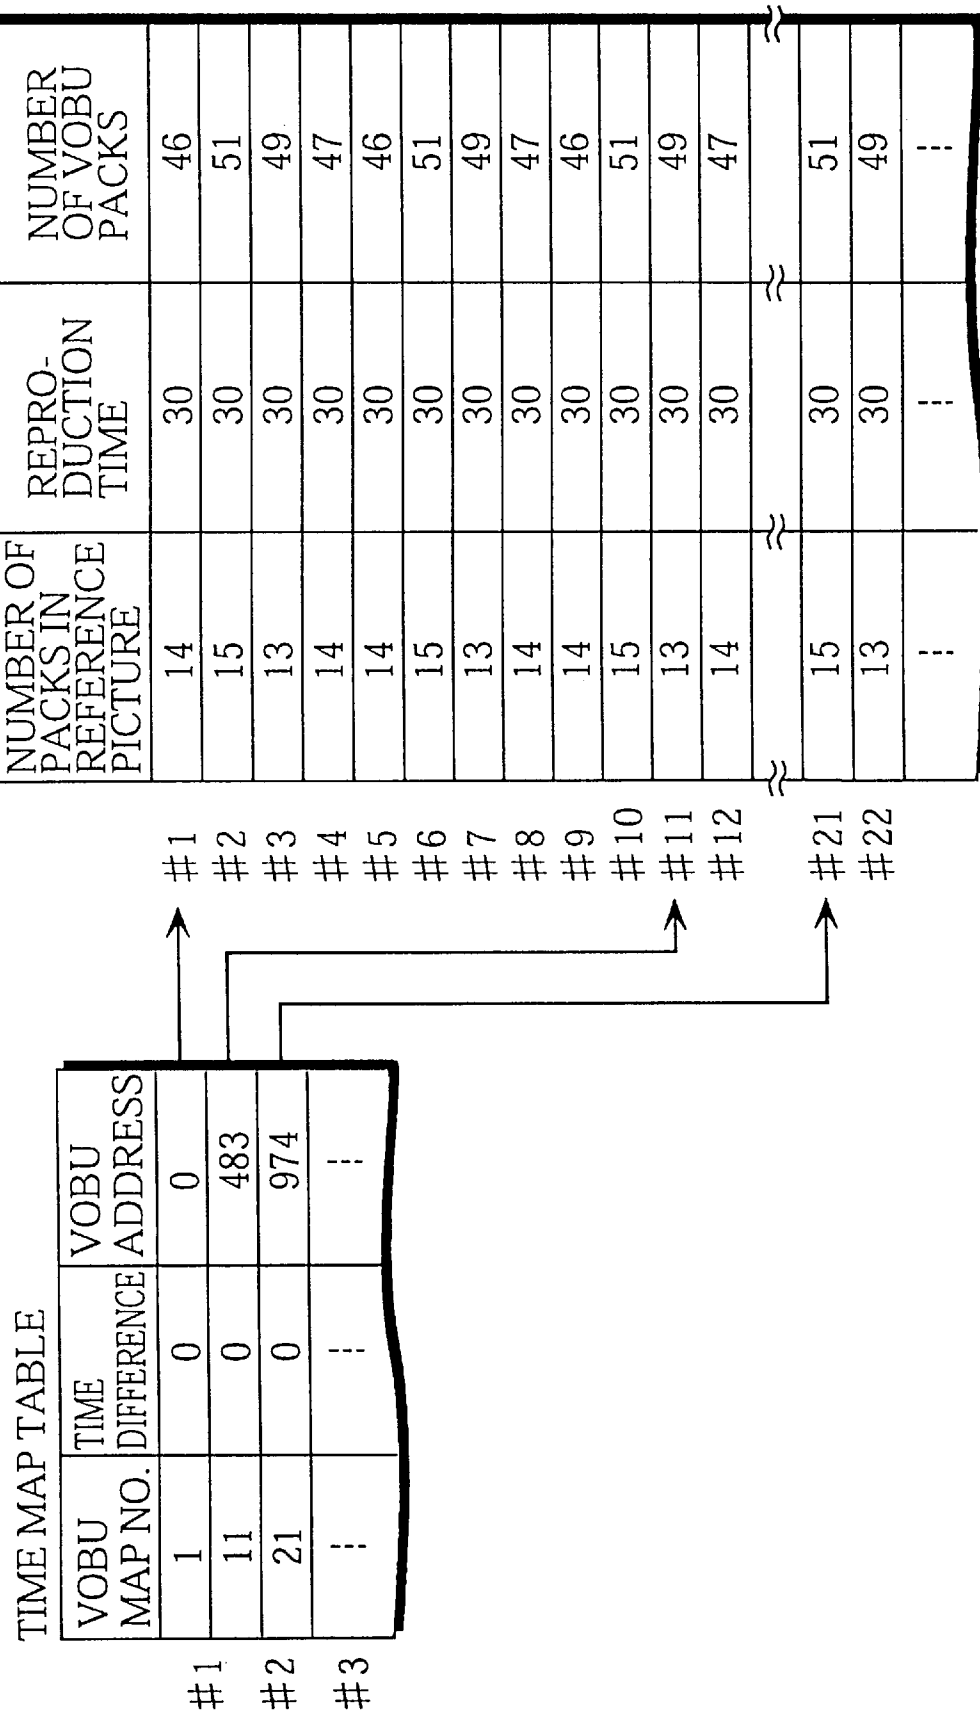 TIME MAP TABLE
VOBU MAP NO. TIME DIFFERENCE VOBU ADDRESS
#1 1 0 0
#2 11 0 483
#3 21 0 974
--- --- ---
NUMBER OF PACKS IN REFERENCE PICTURE REPRO-DUCTION TIME NUMBER OF VOBU PACKS
#1 14 30 46
#2 15 30 51
#3 13 30 49
#4 14 30 47
#5 14 30 46
#6 15 30 51
#7 13 30 49
#8 14 30 47
#9 14 30 46
#10 15 30 51
#11 13 30 49
#12 14 30 47
#21 15 30 51
#22 13 30 49
--- --- ---